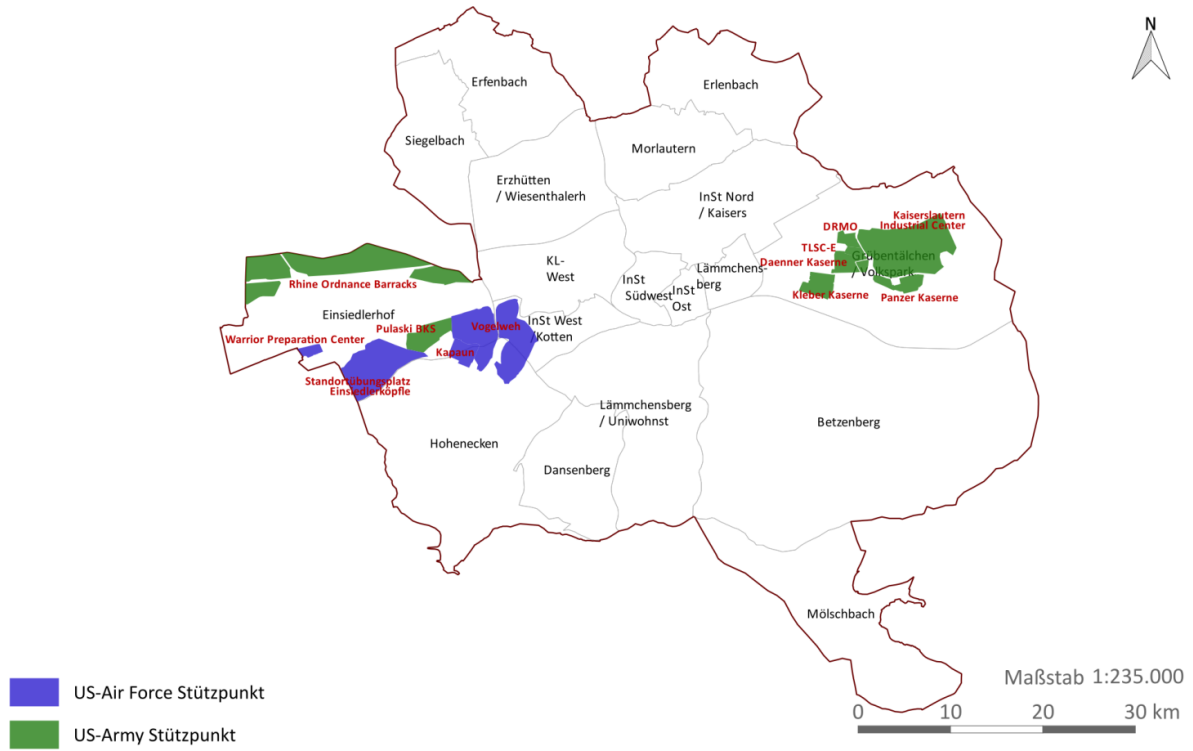 N
Erfenbach
Erlenbach
Siegelbach
Morlautern
Erzhütten
/ Wiesenthalerh
InSt Nord
/ Kaisers
Kaiserslautern
Industrial Center
DRMO
TLSC-E
Daenner Kaserne
Grübentälchen
/ Volkspark
KL-
West
Lämmchens-
berg
InSt
Südwest
InSt
Ost
Rhine Ordnance Barracks
Kleber Kaserne
Panzer Kaserne
Einsiedlerhof
Pulaski BKS
Vogelweh
InSt West
/Kotten
Warrior Preparation Center
Kapaun
Standortübungsplatz
Einsiedlerköpfle
Lämmchensberg
/ Uniwohnst
Betzenberg
Hohenecken
Dansenberg
Mölschbach
US-Air Force Stützpunkt
US-Army Stützpunkt
Maßstab 1:235.000
0 10 20 30 km